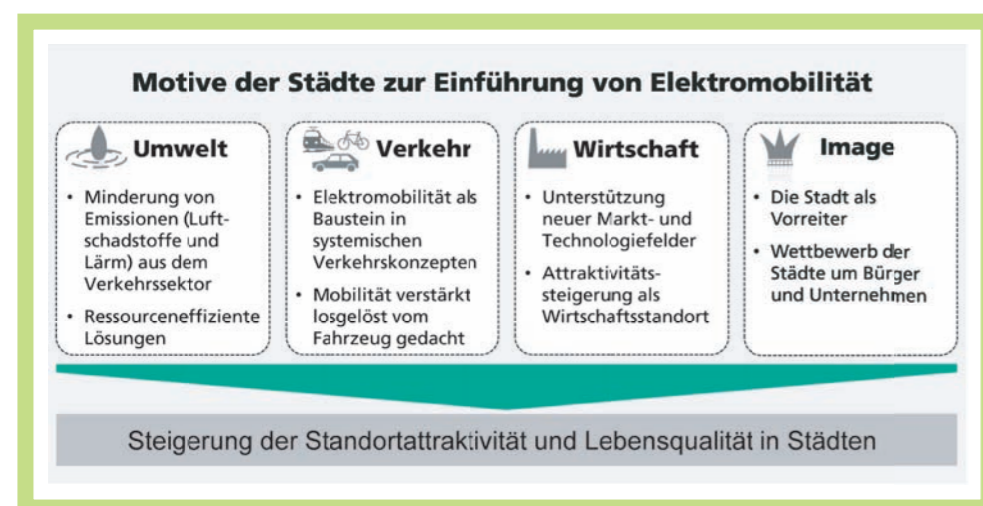 Motive der Städte zur Einführung von Elektromobilität
Umwelt
• Minderung von
Emissionen (Luft-
schadstoffe und
Lärm) aus dem
Verkehrssektor
• Ressourceneffiziente
Lösungen
Verkehr
• Elektromobilität als
Baustein in
systemischen
Verkehrskonzepten
• Mobilität verstärkt
losgelöst vom
Fahrzeug gedacht
Wirtschaft
• Unterstützung
neuer Markt- und
Technologiefelder
• Attraktivitäts-
steigerung als
Wirtschaftsstandort
Image
• Die Stadt als
Vorreiter
• Wettbewerb der
Städte um Bürger
und Unternehmen
Steigerung der Standortattraktivität und Lebensqualität in Städten